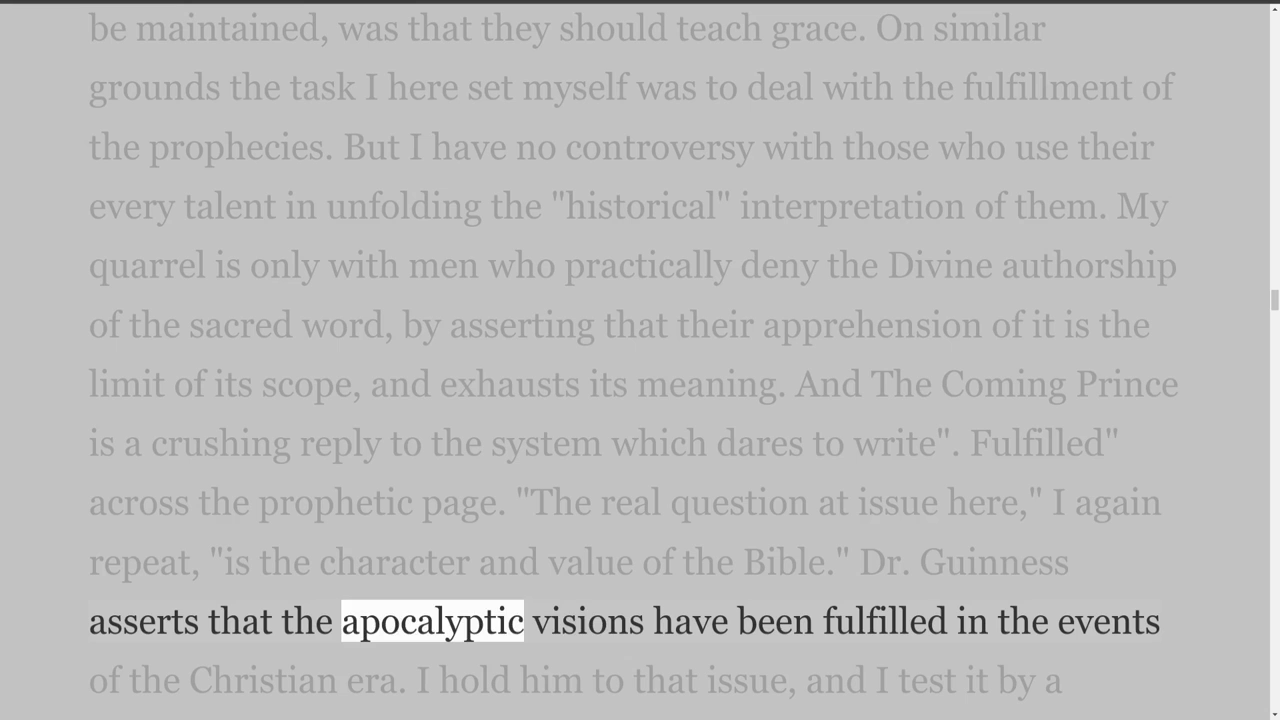 be maintained, was that they should teach grace. On similar
grounds the task I here set myself was to deal with the fulfillment of
the prophecies. But I have no controversy with those who use their
every talent in unfolding the "historical" interpretation of them. My
quarrel is only with men who practically deny the Divine authorship
of the sacred word, by asserting that their apprehension of it is the
limit of its scope, and exhausts its meaning. And The Coming Prince
is a crushing reply to the system which dares to write". Fulfilled"
across the prophetic page. "The real question at issue here," I again
repeat, "is the character and value of the Bible." Dr. Guinness
asserts that the apocalyptic visions have been fulfilled in the events
of the Christian era. I hold him to that issue, and I test it by a